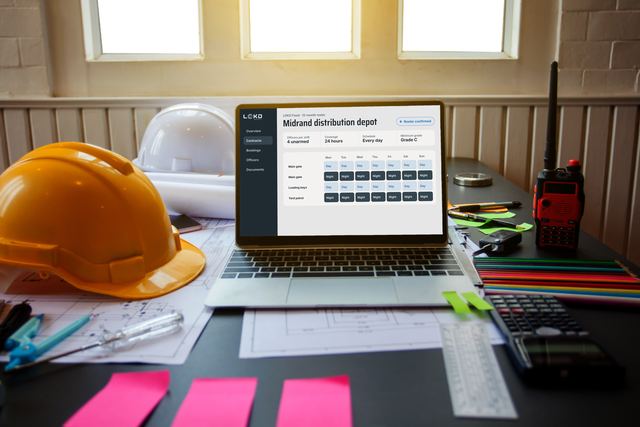 LOKD
Overview
Contracts
Bookings
Officers
Documents
Midrand distribution depot
Roster confirmed
Officers per shift
4 unarmed
Coverage
24 hours
Schedule
Every day
Minimum grade
Grade C
Mon Tue Wed Thu Fri Sat Sun
Main gate Day Day Day Day Day Day Day
Main gate Night Night Night Night Night Night Night
Loading bays Day Day Day Day Day Day Day
Yard patrol Night Night Night Night Night Night Night